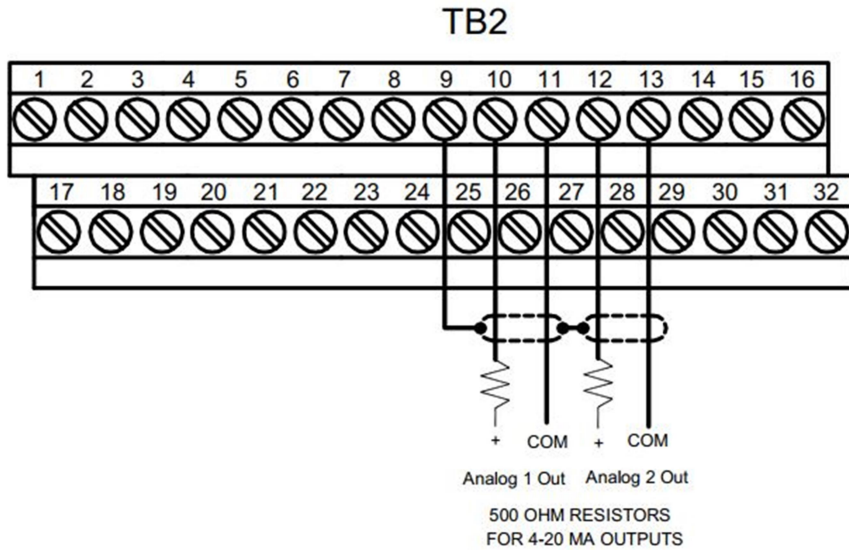 TB2
1 2 3 4 5 6 7 8 9 10 11 12 13 14 15 16
17 18 19 20 21 22 23 24 25 26 27 28 29 30 31 32
+ COM + COM
Analog 1 Out Analog 2 Out
500 OHM RESISTORS
FOR 4-20 MA OUTPUTS